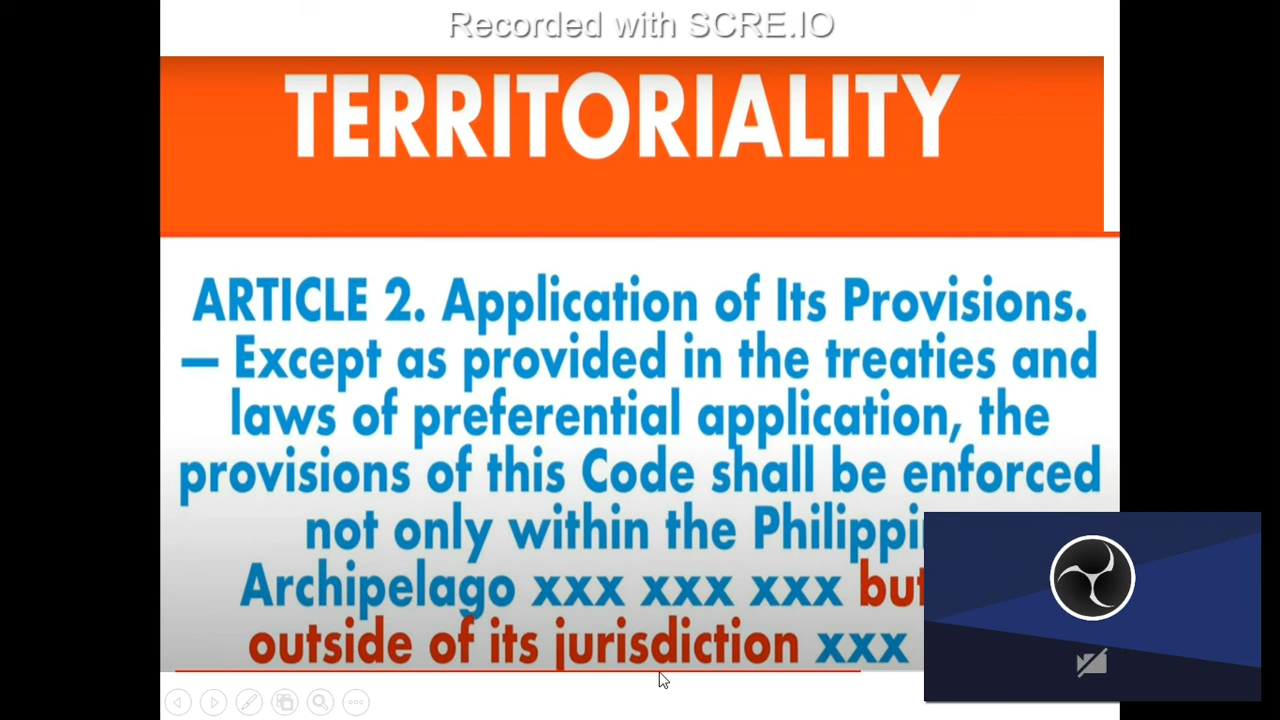 Recorded with SCRE.IO
TERRITORIALITY
ARTICLE 2. Application of Its Provisions.
— Except as provided in the treaties and
laws of preferential application, the
provisions of this Code shall be enforced
not only within the
Archipelago xxx xxx xxx
outside of its jurisdiction xxx